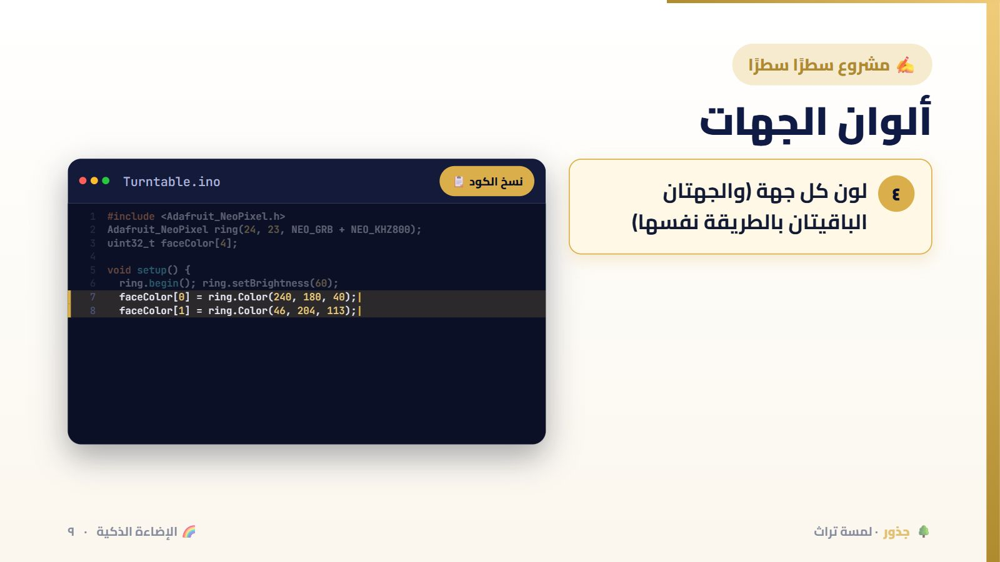 ✍️ مشروع سطرًا سطرًا
ألوان الجهات
٤
لون كل جهة (والجهتان
الباقيتان بالطريقة نفسها)
Turntable.ino
نسخ الكود 📋
1 #include <Adafruit_NeoPixel.h>
2 Adafruit_NeoPixel ring(24, 23, NEO_GRB + NEO_KHZ800);
3 uint32_t faceColor[4];
4
5 void setup() {
6   ring.begin(); ring.setBrightness(60);
7   faceColor[0] = ring.Color(240, 180, 40);|
8   faceColor[1] = ring.Color(46, 204, 113);|
🌳 جذور · لمسة تراث
🌈 الإضاءة الذكية · ٩